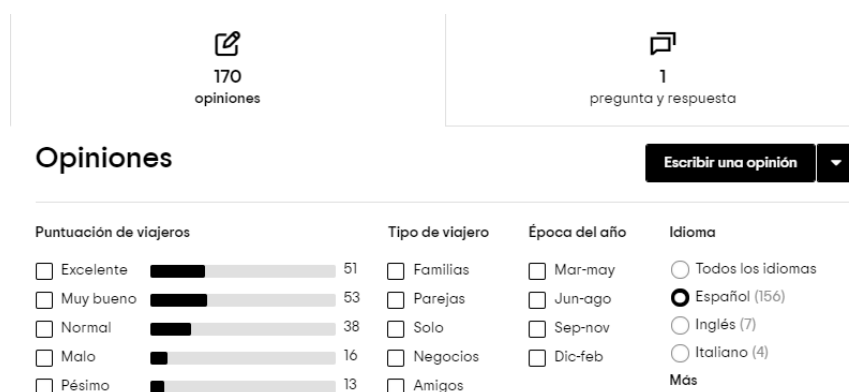 170
opiniones
1
pregunta y respuesta
Opiniones
Escribir una opinión
Puntuación de viajeros
Excelente 51
Muy bueno 53
Normal 38
Malo 16
Pésimo 13
Tipo de viajero
Familias
Parejas
Solo
Negocios
Amigos
Época del año
Mar-may
Jun-ago
Sep-nov
Dic-feb
Idioma
Todos los idiomas
Español (156)
Inglés (7)
Italiano (4)
Más